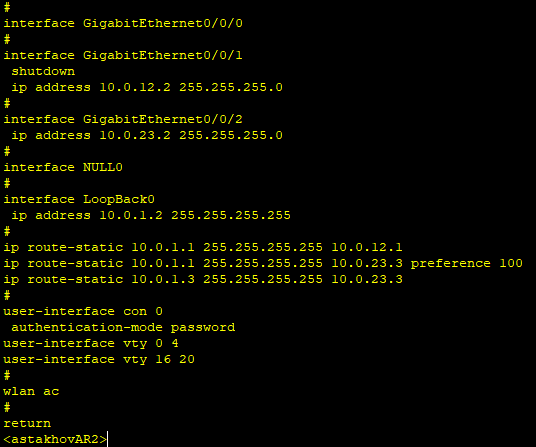 #
interface GigabitEthernet0/0/0
#
interface GigabitEthernet0/0/1
 shutdown
 ip address 10.0.12.2 255.255.255.0
#
interface GigabitEthernet0/0/2
 ip address 10.0.23.2 255.255.255.0
#
interface NULL0
#
interface LoopBack0
 ip address 10.0.1.2 255.255.255.255
#
ip route-static 10.0.1.1 255.255.255.255 10.0.12.1
ip route-static 10.0.1.1 255.255.255.255 10.0.23.3 preference 100
ip route-static 10.0.1.3 255.255.255.255 10.0.23.3
#
user-interface con 0
 authentication-mode password
user-interface vty 0 4
user-interface vty 16 20
#
wlan ac
#
return
<astakhovAR2>